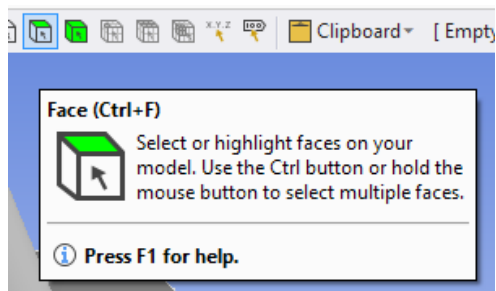 X,Y,Z
Clipboard
[ Empty
Face (Ctrl+F)
Select or highlight faces on your
model. Use the Ctrl button or hold the
mouse button to select multiple faces.
Press F1 for help.